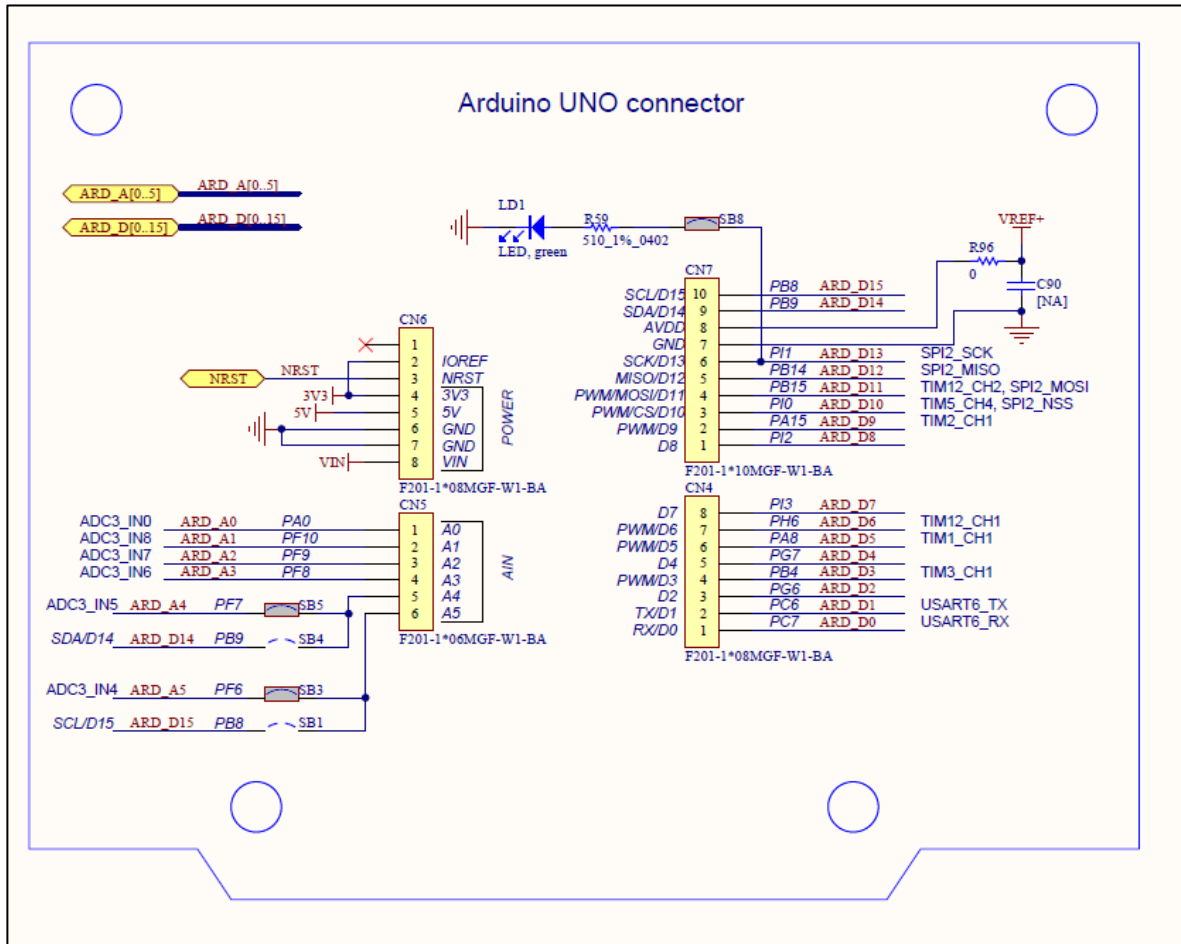 Arduino UNO connector
ARD_A[0..5] ARD_A[0..5]
ARD_D[0..15] ARD_D[0..15]
LD1
LED, green
R59
510_1%_0402
SB8
VREF+
R96
0
C90
[NA]
CN7
SCL/D15 10 PB8 ARD_D15
SDA/D14 9 PB9 ARD_D14
AVDD 8
GND 7
SCK/D13 6 PI1 ARD_D13 SPI2_SCK
MISO/D12 5 PB14 ARD_D12 SPI2_MISO
PWM/MOSI/D11 4 PB15 ARD_D11 TIM12_CH2, SPI2_MOSI
PWM/CS/D10 3 PI0 ARD_D10 TIM5_CH4, SPI2_NSS
PWM/D9 2 PA15 ARD_D9 TIM2_CH1
D8 1 PI2 ARD_D8
F201-1*10MGF-W1-BA
CN6
1
2 IOREF
NRST NRST 3 NRST
3V3 4 3V3
5V 5 5V
6 GND
7 GND
VIN 8 VIN
POWER
F201-1*08MGF-W1-BA
CN5
ADC3_IN0 ARD_A0 PA0 1 A0
ADC3_IN8 ARD_A1 PF10 2 A1
ADC3_IN7 ARD_A2 PF9 3 A2
ADC3_IN6 ARD_A3 PF8 4 A3
5 A4
6 A5
AIN
F201-1*06MGF-W1-BA
ADC3_IN5 ARD_A4 PF7 SB5
SDA/D14 ARD_D14 PB9 SB4
ADC3_IN4 ARD_A5 PF6 SB3
SCL/D15 ARD_D15 PB8 SB1
CN4
D7 8 PI3 ARD_D7
PWM/D6 7 PH6 ARD_D6 TIM12_CH1
PWM/D5 6 PA8 ARD_D5 TIM1_CH1
D4 5 PG7 ARD_D4
PWM/D3 4 PB4 ARD_D3 TIM3_CH1
D2 3 PG6 ARD_D2
TX/D1 2 PC6 ARD_D1 USART6_TX
RX/D0 1 PC7 ARD_D0 USART6_RX
F201-1*08MGF-W1-BA